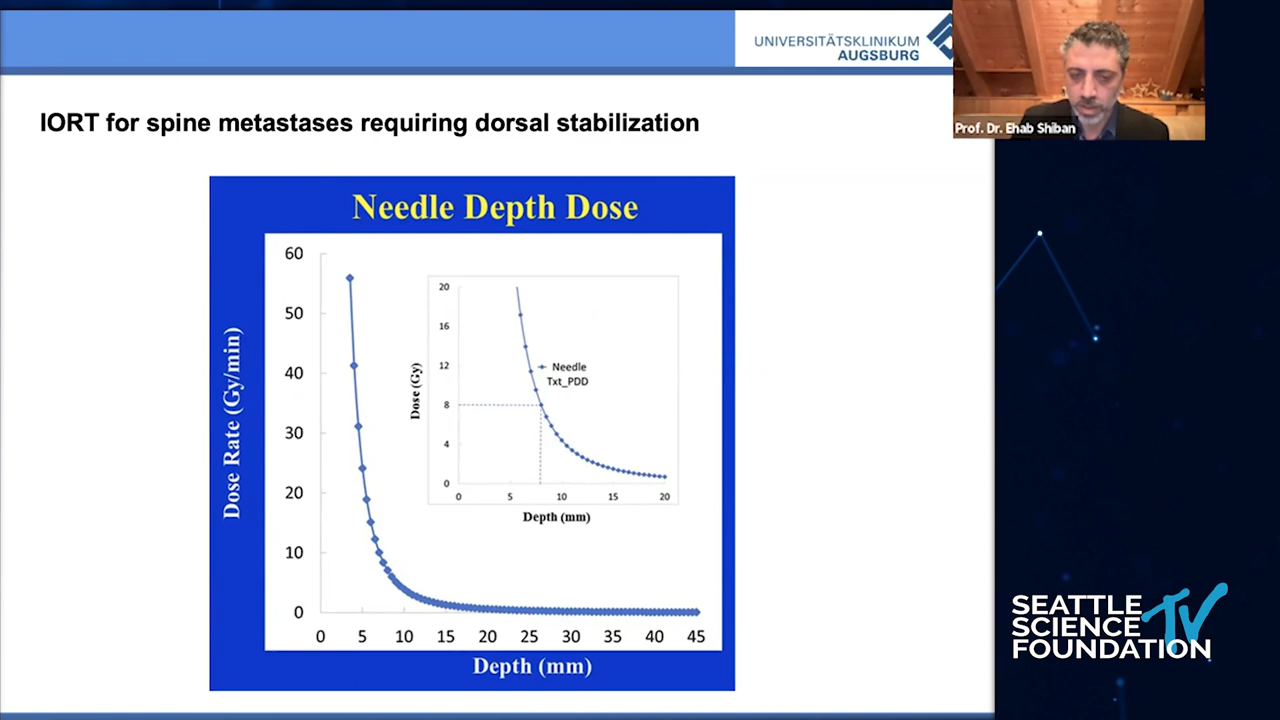 UNIVERSITÄTSKLINIKUM
AUGSBURG
Prof. Dr. Ehab Shiban
IORT for spine metastases requiring dorsal stabilization
Needle Depth Dose
Dose Rate (Gy/min)
60
50
40
30
20
10
0
0 5 10 15 20 25 30 35 40 45
Depth (mm)
Dose (Gy)
20
16
12
8
4
0
0 5 10 15 20
Depth (mm)
Needle
Txt_PDD
SEATTLE
SCIENCE TV
FOUNDATION